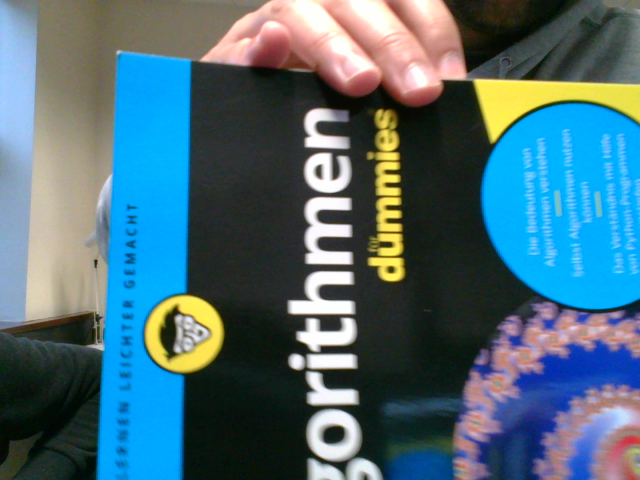 LERNEN LEICHTER GEMACHT
gorithmen
für
dummies
Die Bedeutung von
Algorithmen verstehen
Selbst Algorithmen nutzen
können
Das Verständnis mit Hilfe
von Python-Programmen